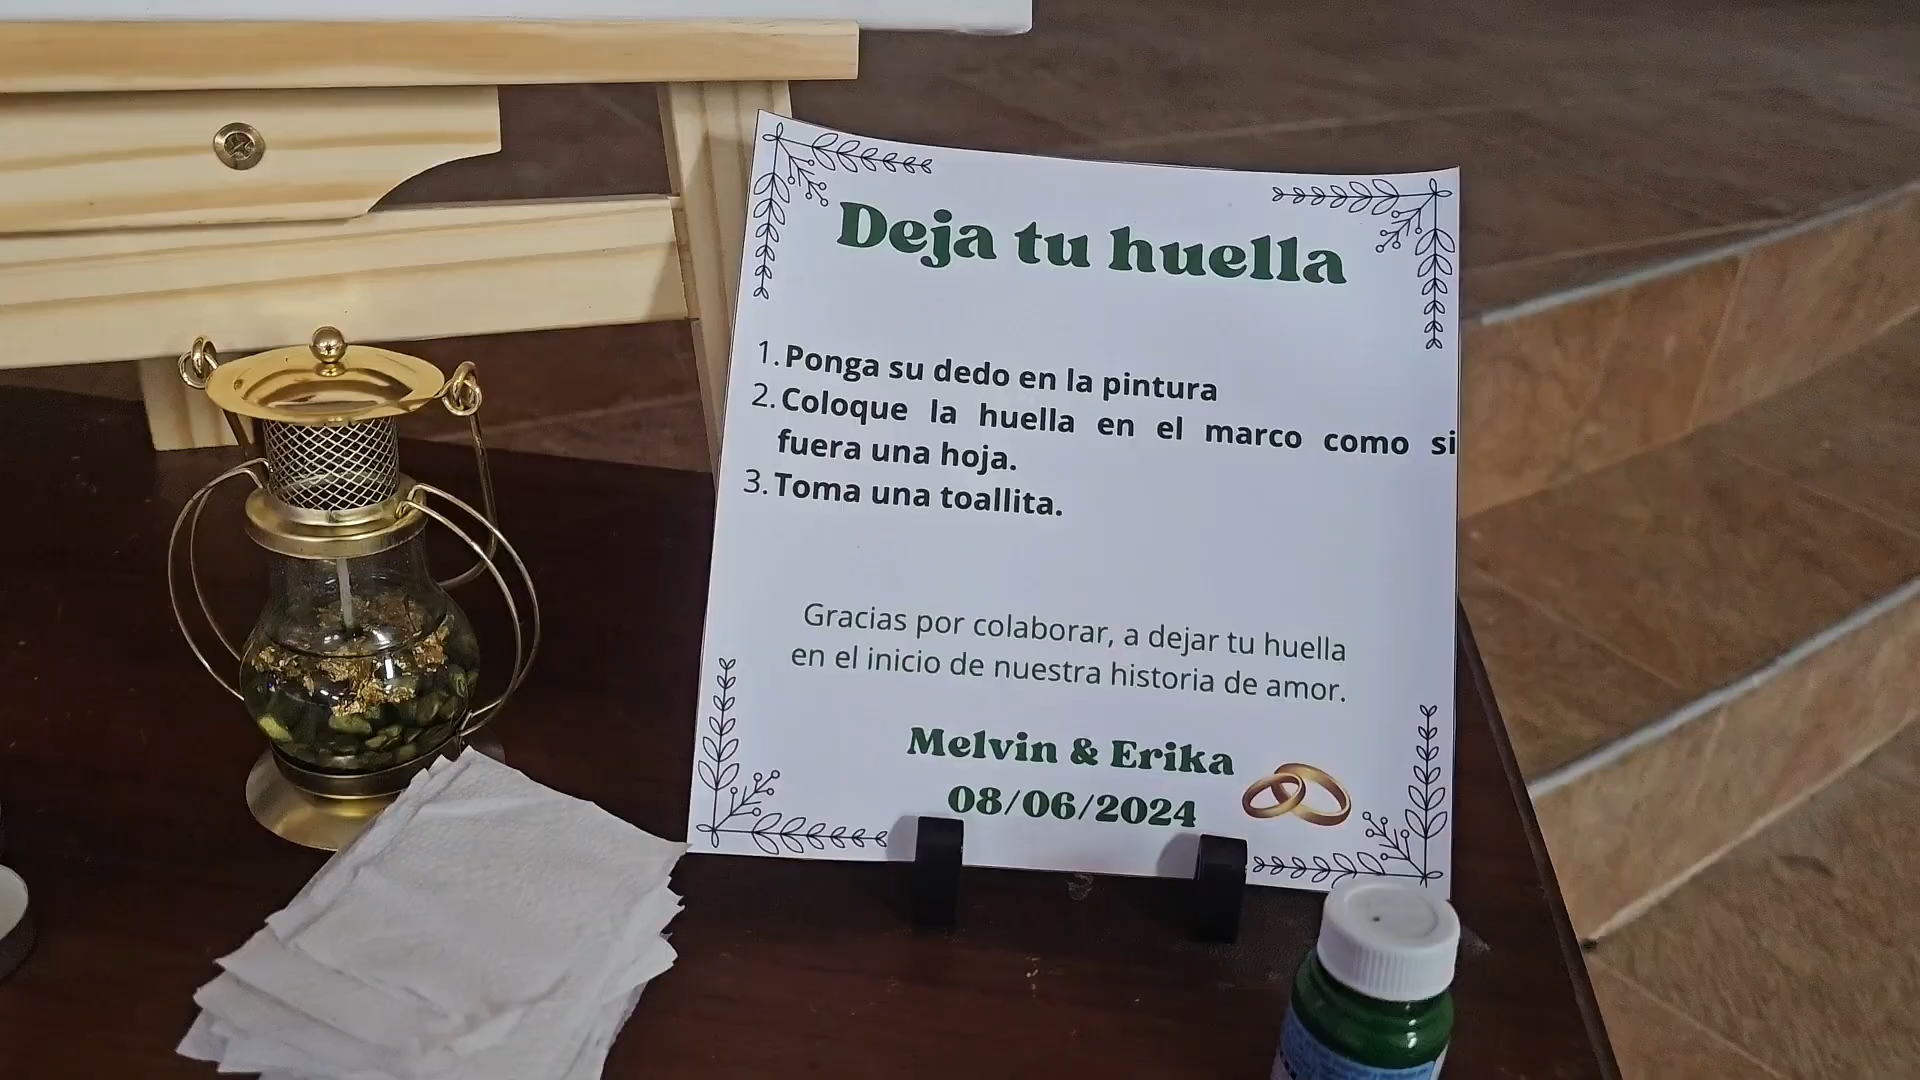 Deja tu huella
1. Ponga su dedo en la pintura
2. Coloque la huella en el marco como si
fuera una hoja.
3. Toma una toallita.
Gracias por colaborar, a dejar tu huella
en el inicio de nuestra historia de amor.
Melvin & Erika
08/06/2024